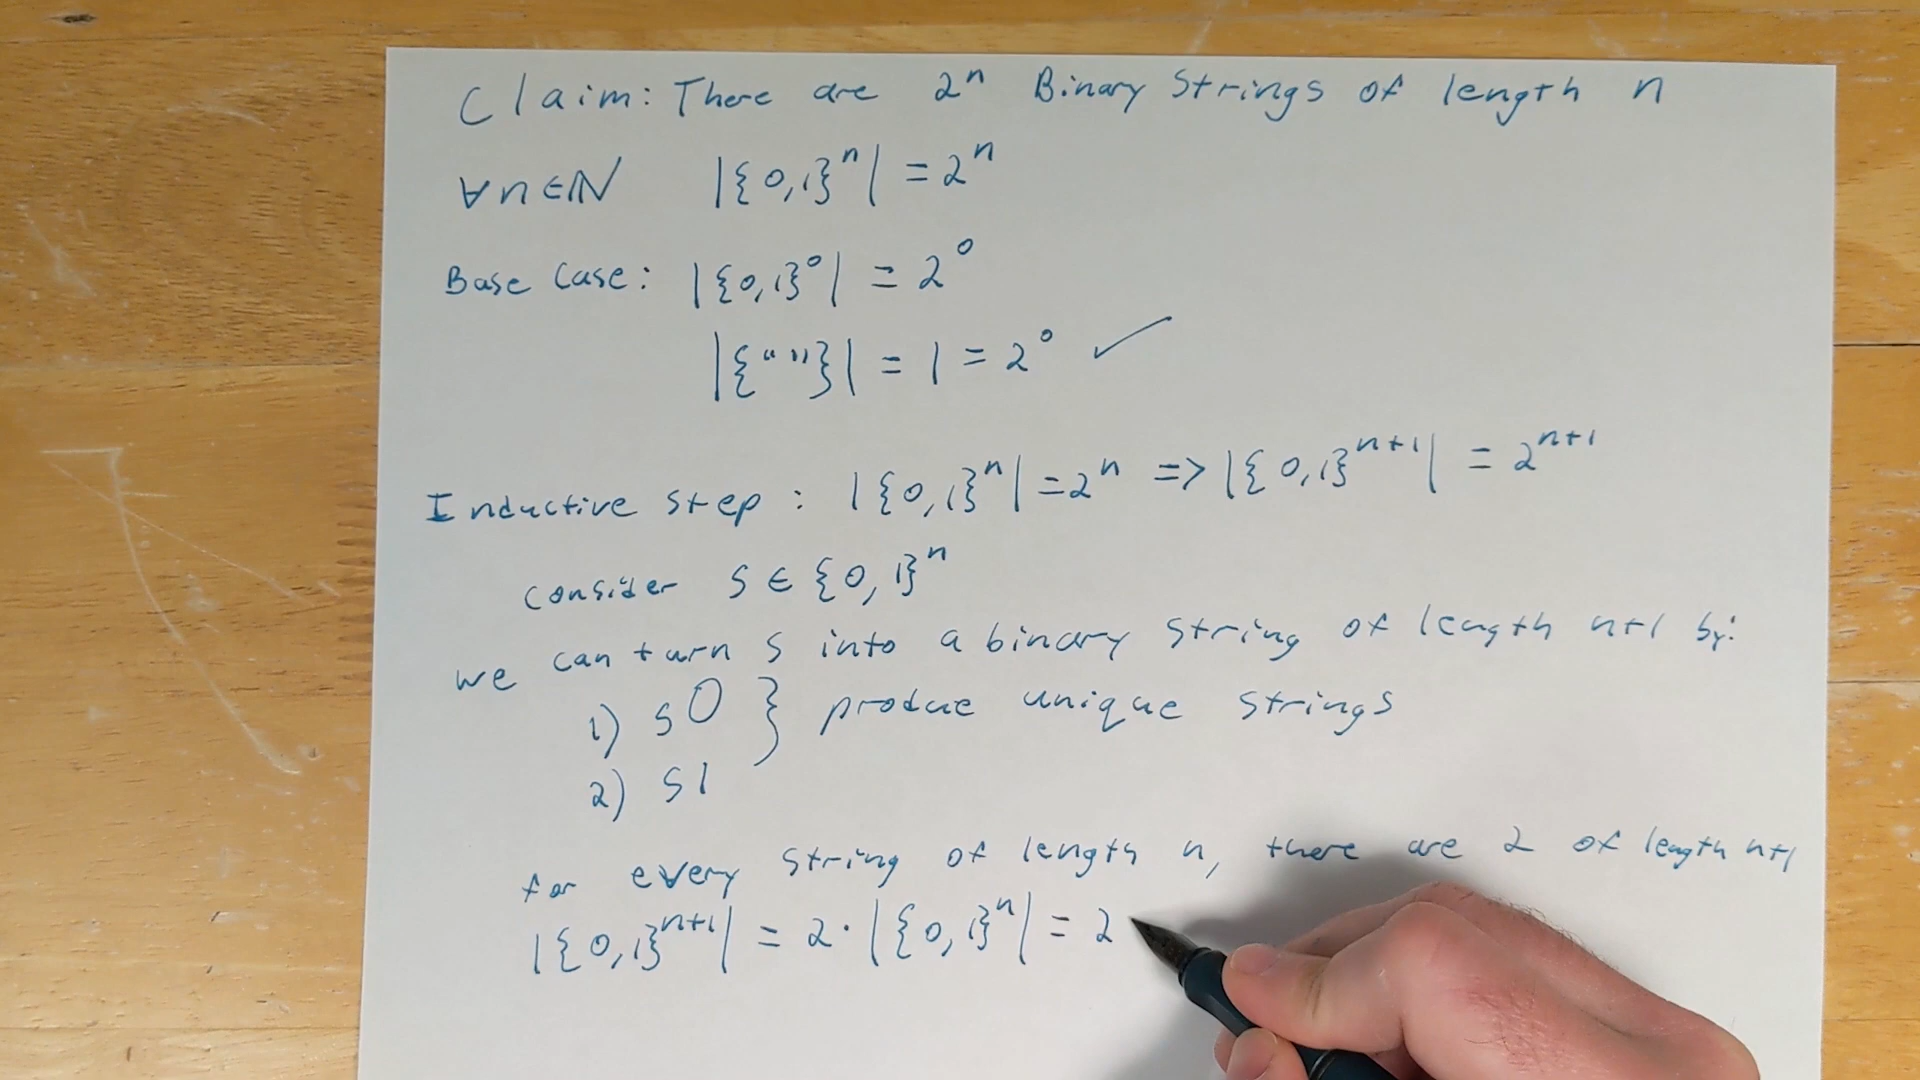 Claim: There are 2ⁿ Binary Strings of length n
∀n∈ℕ |{0,1}ⁿ| = 2ⁿ
Base Case: |{0,1}⁰| = 2⁰
|{“ ”}| = 1 = 2⁰ ✓
Inductive step: |{0,1}ⁿ| = 2ⁿ => |{0,1}ⁿ⁺¹| = 2ⁿ⁺¹
consider s ∈ {0,1}ⁿ
we can turn s into a binary string of length n+1 by:
1) s0 } produce unique strings
2) s1
for every string of length n, there are 2 of length n+1
|{0,1}ⁿ⁺¹| = 2·|{0,1}ⁿ| = 2